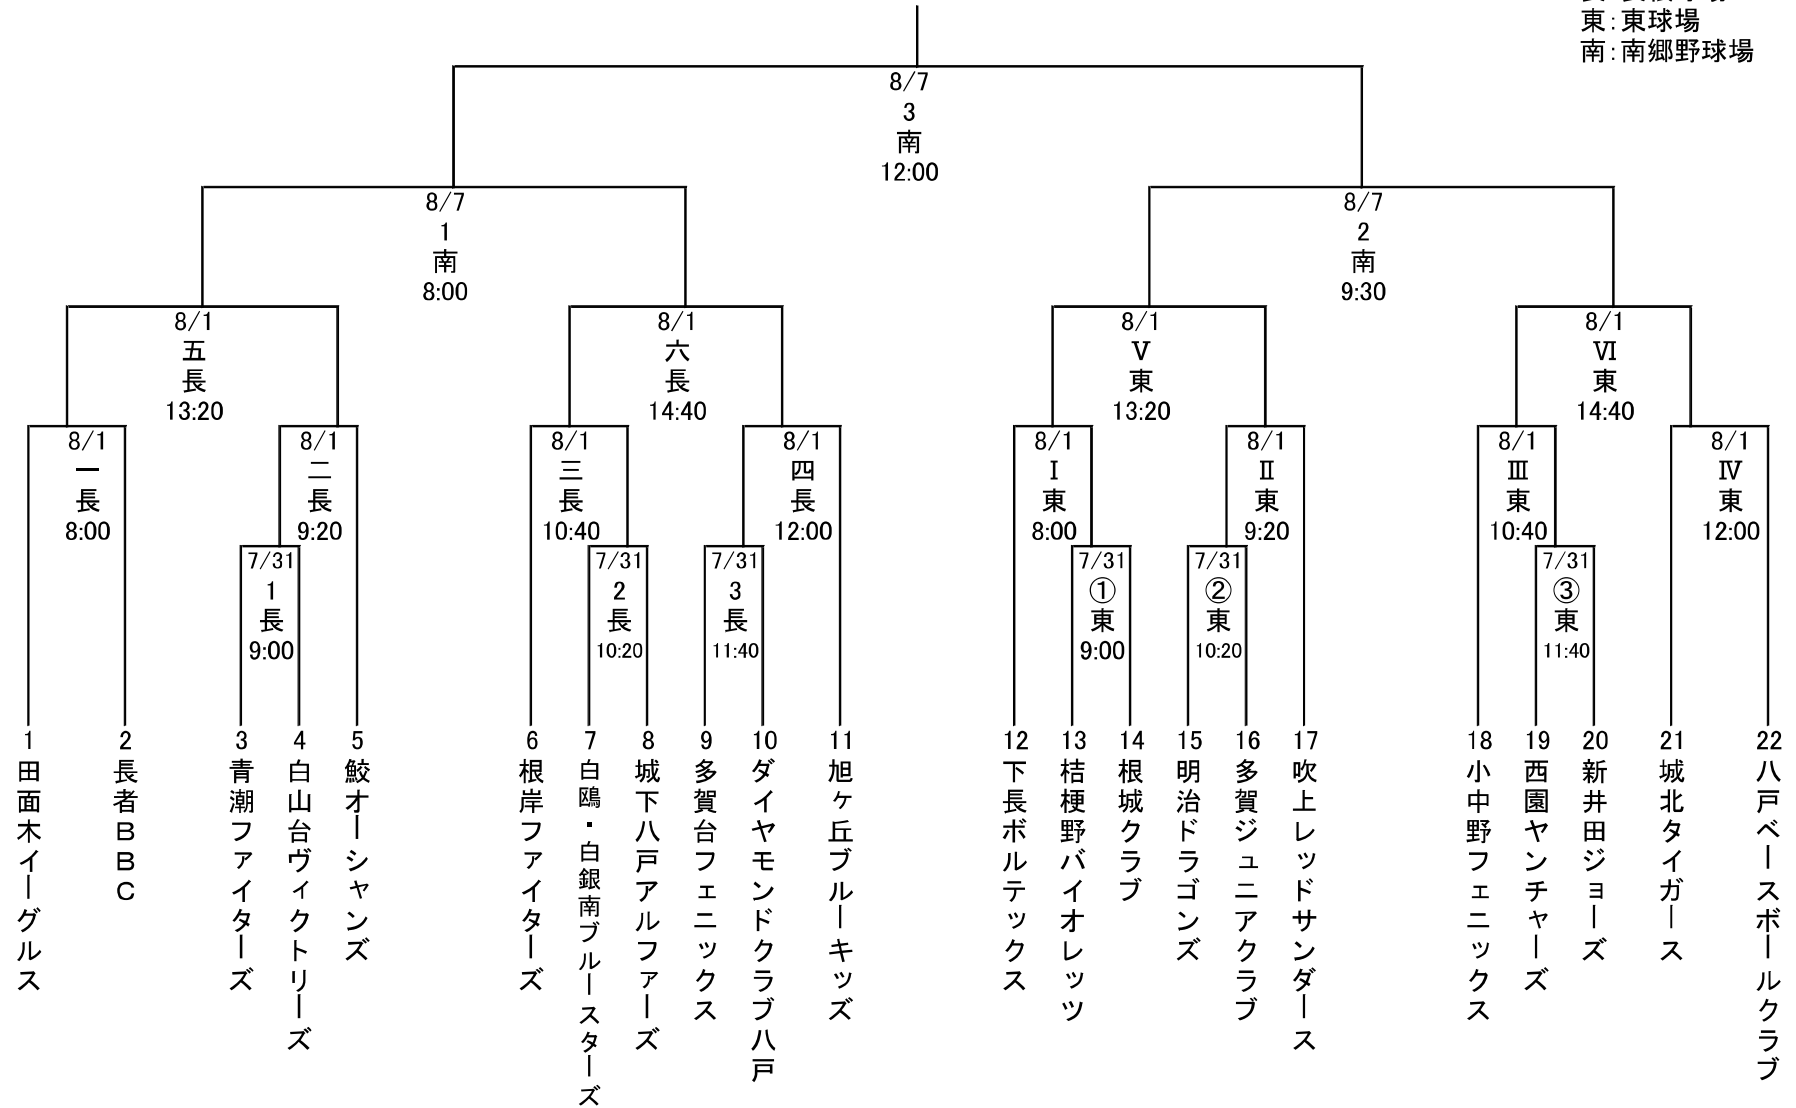 東：東球場
南：南郷野球場
8/7
3
南
12:00
8/7
1
南
8:00
8/7
2
南
9:30
8/1
五
長
13:20
8/1
六
長
14:40
8/1
Ⅴ
東
13:20
8/1
Ⅵ
東
14:40
8/1
一
長
8:00
8/1
二
長
9:20
8/1
三
長
10:40
8/1
四
長
12:00
8/1
Ⅰ
東
8:00
8/1
Ⅱ
東
9:20
8/1
Ⅲ
東
10:40
8/1
Ⅳ
東
12:00
7/31
1
長
9:00
7/31
2
長
10:20
7/31
3
長
11:40
7/31
①
東
9:00
7/31
②
東
10:20
7/31
③
東
11:40
1
田面木イーグルス
2
長者ＢＢＣ
3
青潮ファイターズ
4
白山台ヴィクトリーズ
5
鮫オーシャンズ
6
根岸ファイターズ
7
白鴎・白銀南ブルースターズ
8
城下八戸アルファーズ
9
多賀台フェニックス
10
ダイヤモンドクラブ八戸
11
旭ヶ丘ブルーキッズ
12
下長ボルテックス
13
桔梗野バイオレッツ
14
根城クラブ
15
明治ドラゴンズ
16
多賀ジュニアクラブ
17
吹上レッドサンダース
18
小中野フェニックス
19
西園ヤンチャーズ
20
新井田ジョーズ
21
城北タイガース
22
八戸ベースボールクラブ